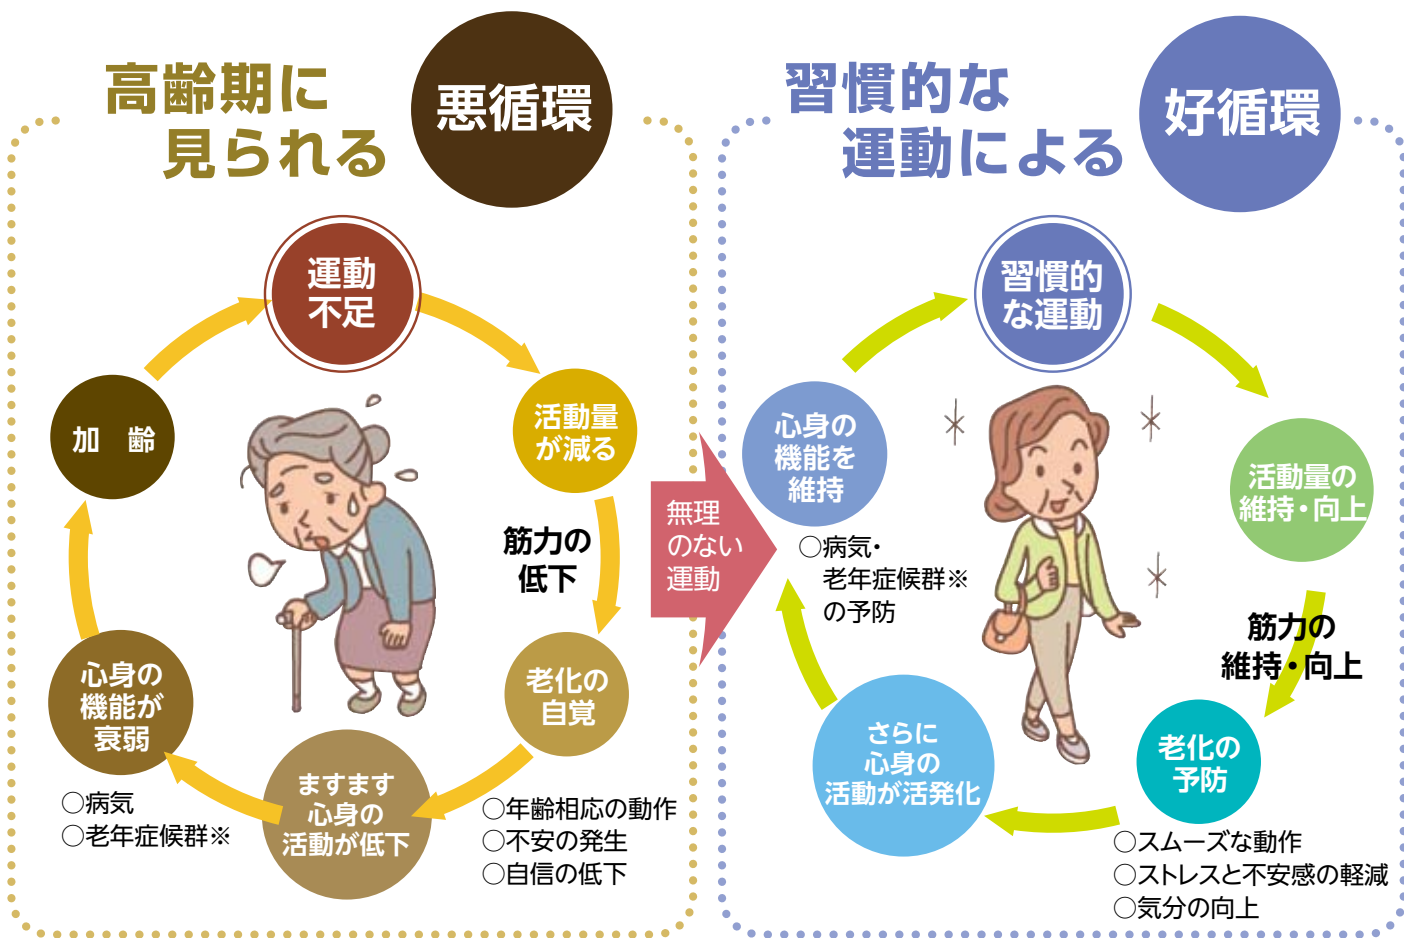 高齢期に
見られる
悪循環
運動
不足
活動量
が減る
筋力の
低下
老化の
自覚
○年齢相応の動作
○不安の発生
○自信の低下
ますます
心身の
活動が低下
心身の
機能が
衰弱
○病気
○老年症候群※
加　齢
無理
のない
運動
習慣的な
運動による
好循環
習慣的
な運動
活動量の
維持・向上
筋力の
維持・向上
老化の
予防
○スムーズな動作
○ストレスと不安感の軽減
○気分の向上
さらに
心身の
活動が活発化
心身の
機能を
維持
○病気・
老年症候群※
の予防